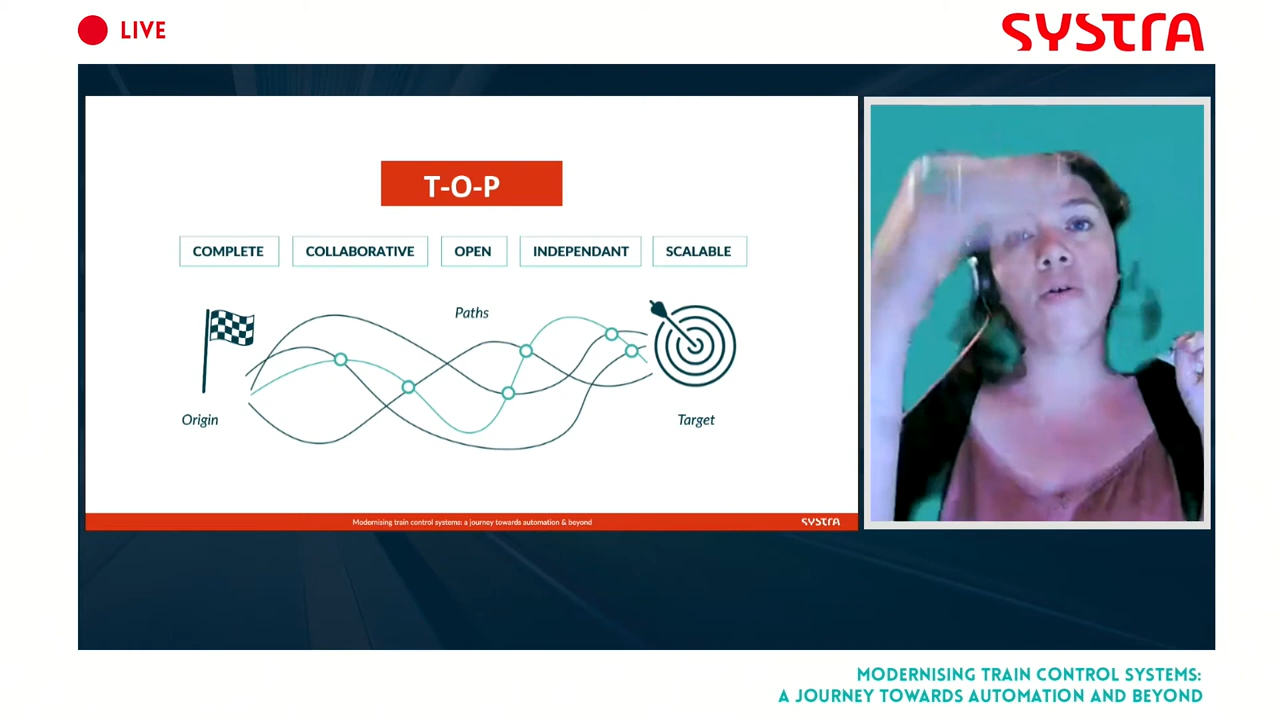 LIVE
SYSTRA
T-O-P
COMPLETE
COLLABORATIVE
OPEN
INDEPENDANT
SCALABLE
Paths
Origin
Target
Modernising train control systems: a journey towards automation & beyond
SYSTRA
MODERNISING TRAIN CONTROL SYSTEMS:
A JOURNEY TOWARDS AUTOMATION AND BEYOND